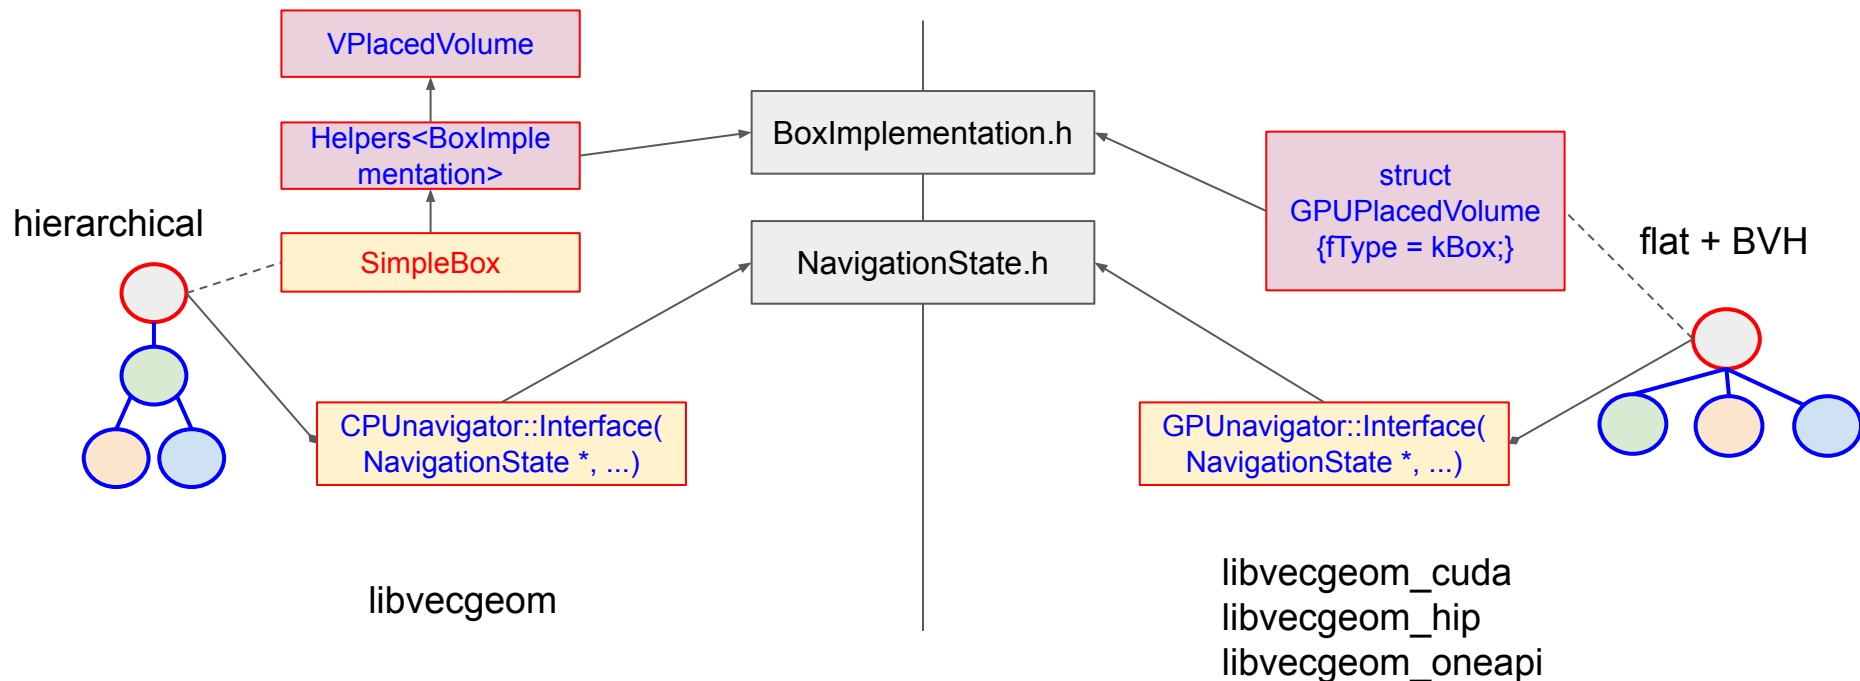 VPlacedVolume
Helpers<BoxImple
mentation>
SimpleBox
hierarchical
BoxImplementation.h
NavigationState.h
struct
GPUPlacedVolume
{fType = kBox;}
flat + BVH
CPUnavigator::Interface(
NavigationState *, ...)
GPUnavigator::Interface(
NavigationState *, ...)
libvecgeom
libvecgeom_cuda
libvecgeom_hip
libvecgeom_oneapi